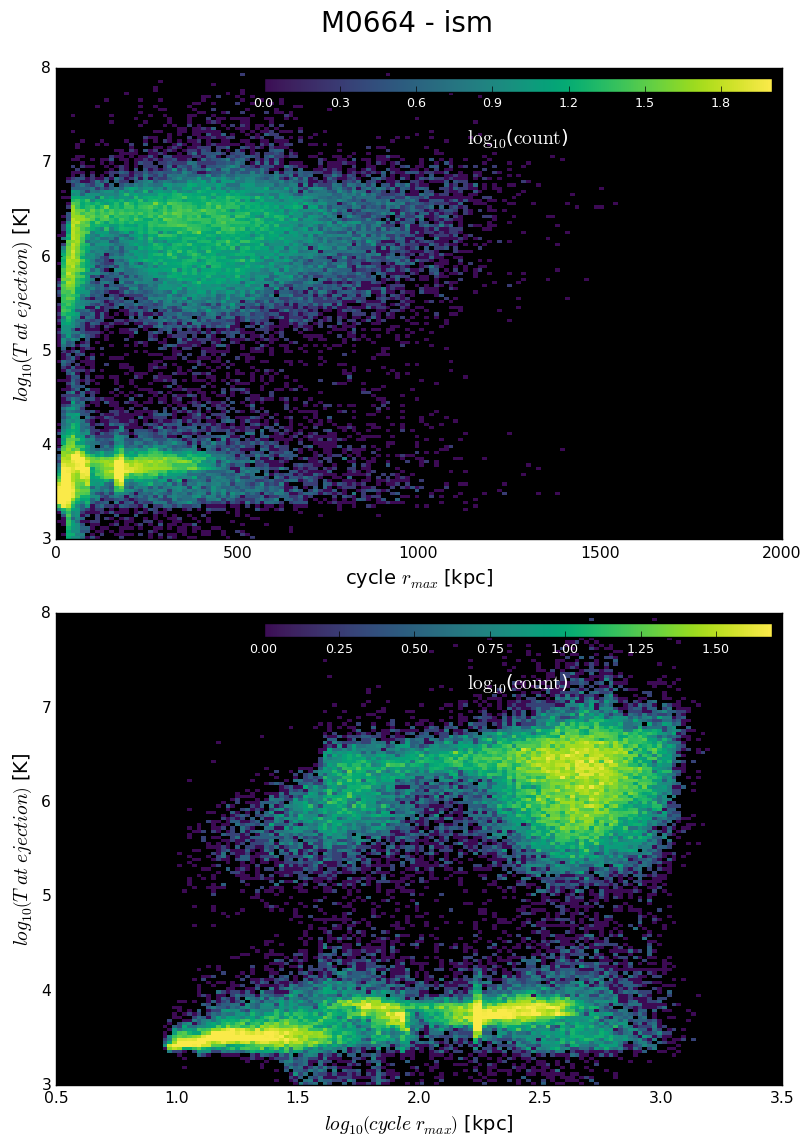 M0664 - ism
8
7
6
5
4
3
log₁₀(T at ejection) [K]
0.0 0.3 0.6 0.9 1.2 1.5 1.8
log₁₀(count)
0 500 1000 1500 2000
cycle r_max [kpc]
8
7
6
5
4
3
log₁₀(T at ejection) [K]
0.00 0.25 0.50 0.75 1.00 1.25 1.50
log₁₀(count)
0.5 1.0 1.5 2.0 2.5 3.0 3.5
log₁₀(cycle r_max) [kpc]